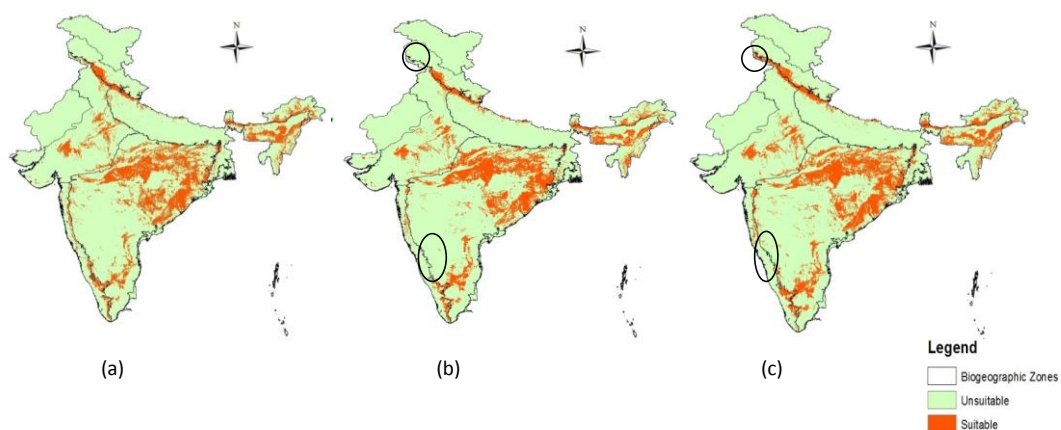 N
N
N
(a)
(b)
(c)
Legend
Biogeographic Zones
Unsuitable
Suitable